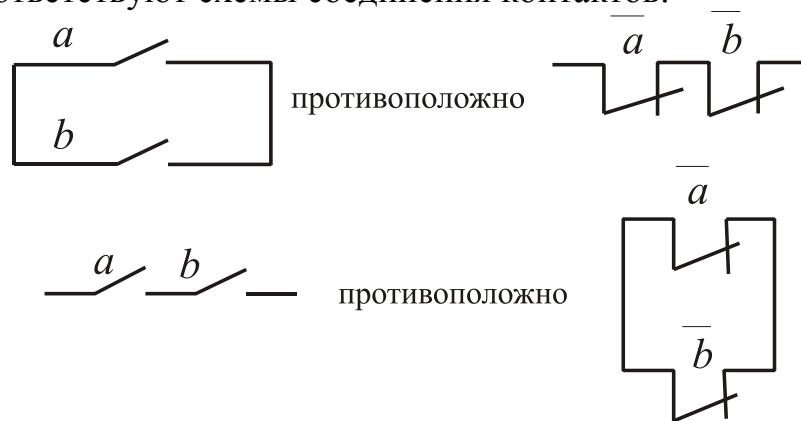 ответствуют схемы соединения контактов:
a
b
противоположно
a̅ b̅
a b
противоположно
a̅
b̅